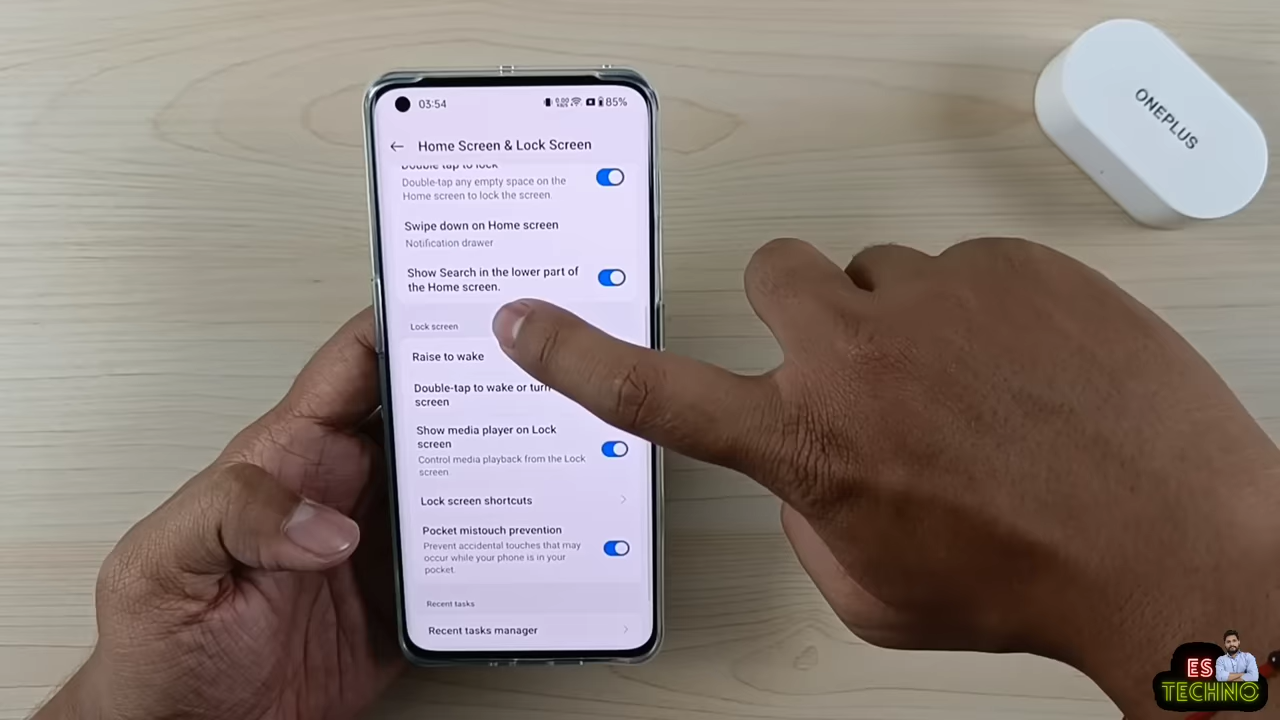 03:54
85%
Home Screen & Lock Screen
Double tap to lock
Double-tap any empty space on the
Home screen to lock the screen.
Swipe down on Home screen
Notification drawer
Show Search in the lower part of
the Home screen.
Lock screen
Raise to wake
Double-tap to wake or turn
screen
Show media player on Lock
screen
Control media playback from the Lock
screen
Lock screen shortcuts
Pocket mistouch prevention
Prevent accidental touches that may
occur while your phone is in your
pocket.
Recent tasks
Recent tasks manager
ONEPLUS
ES
TECHNO